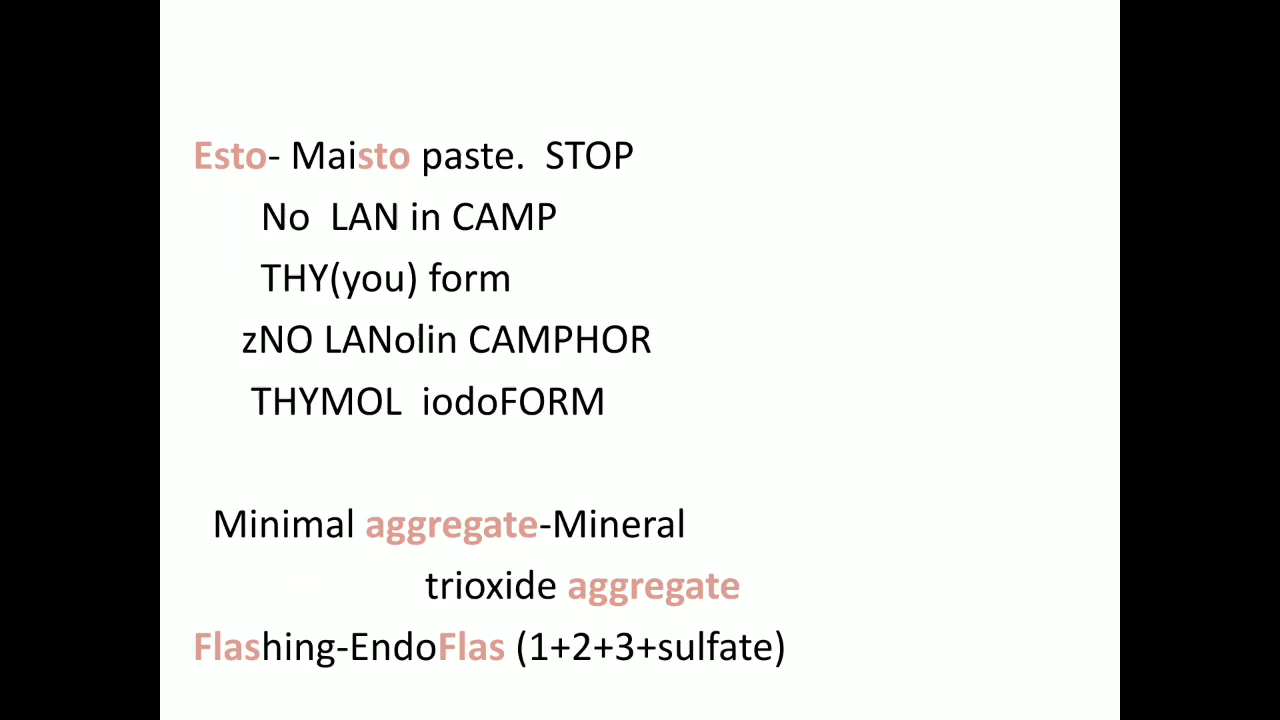 Esto- Maisto paste.  STOP
No  LAN in CAMP
THY(you) form
zNO LANolin CAMPHOR
THYMOL  iodoFORM
Minimal aggregate-Mineral
trioxide aggregate
Flashing-EndoFlas (1+2+3+sulfate)